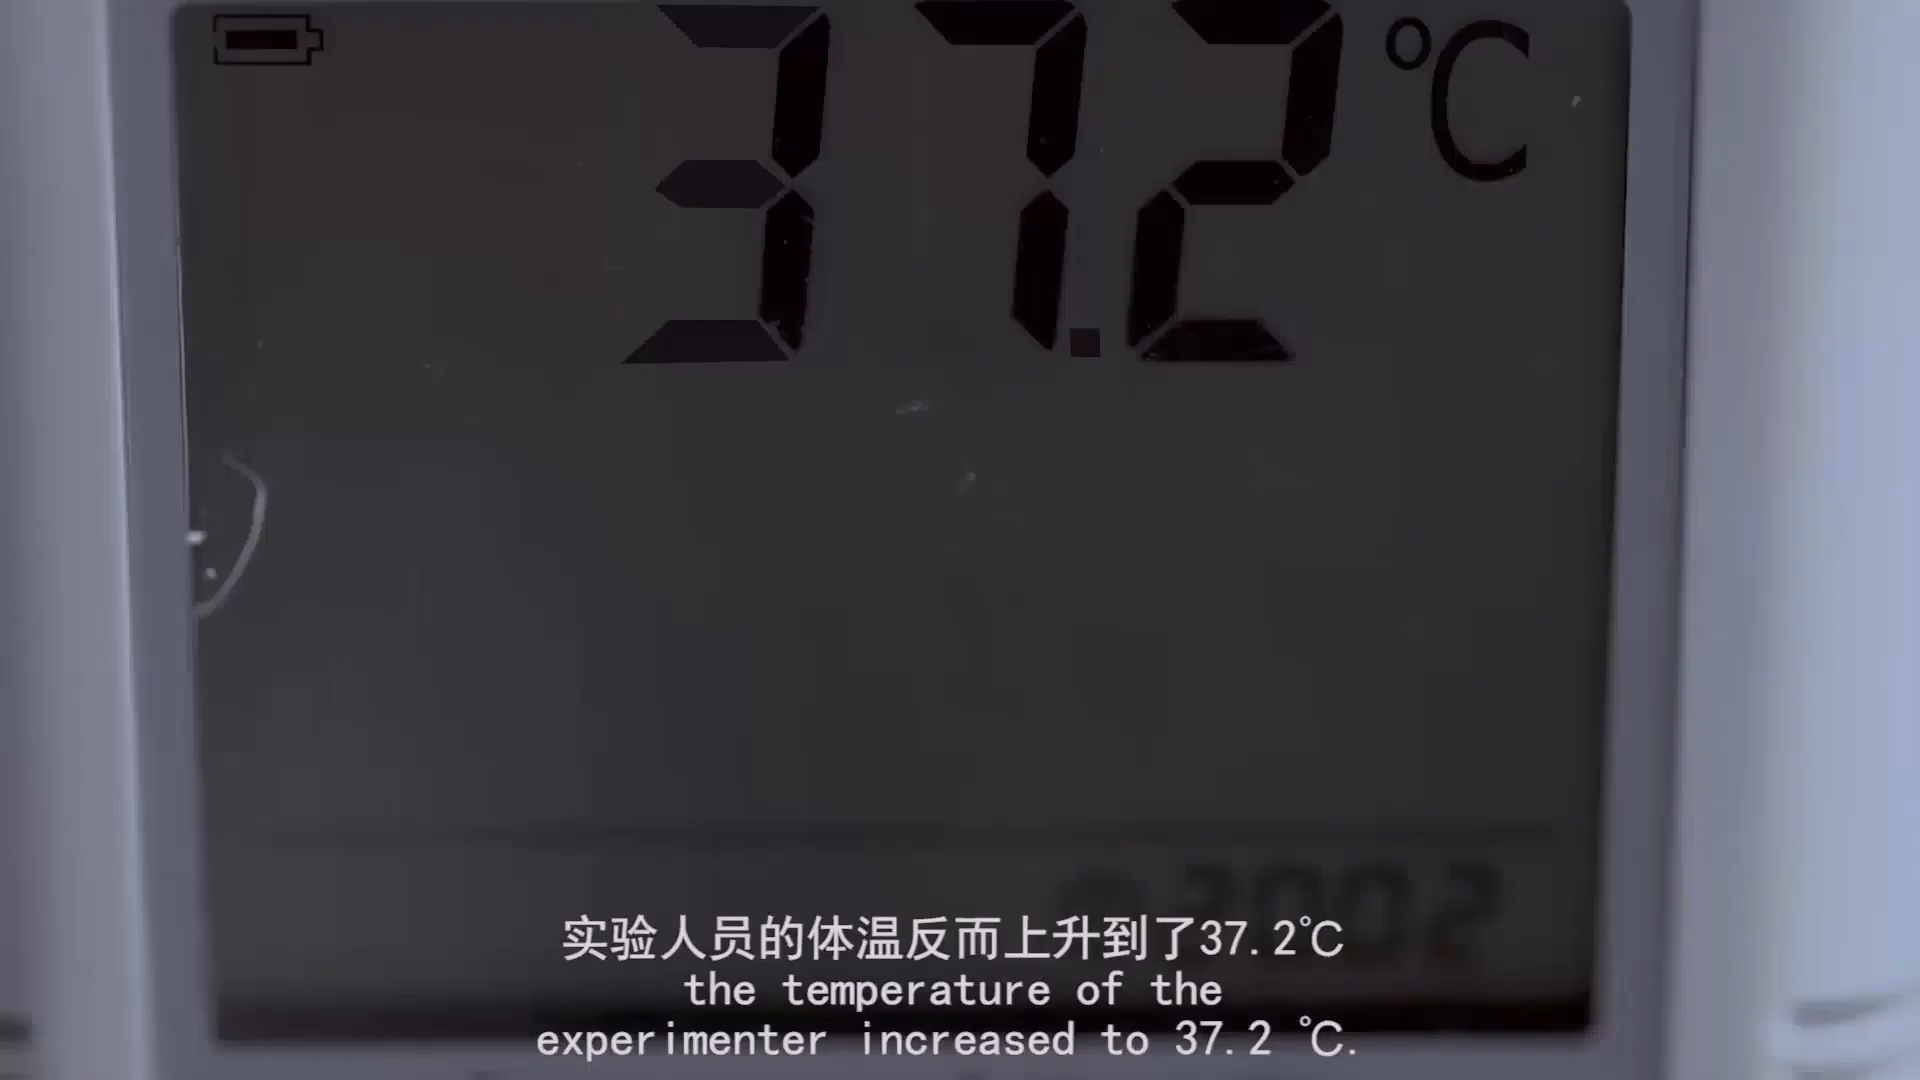 37.2 ℃
实验人员的体温反而上升到了37.2℃
the temperature of the
experimenter increased to 37.2 ℃.